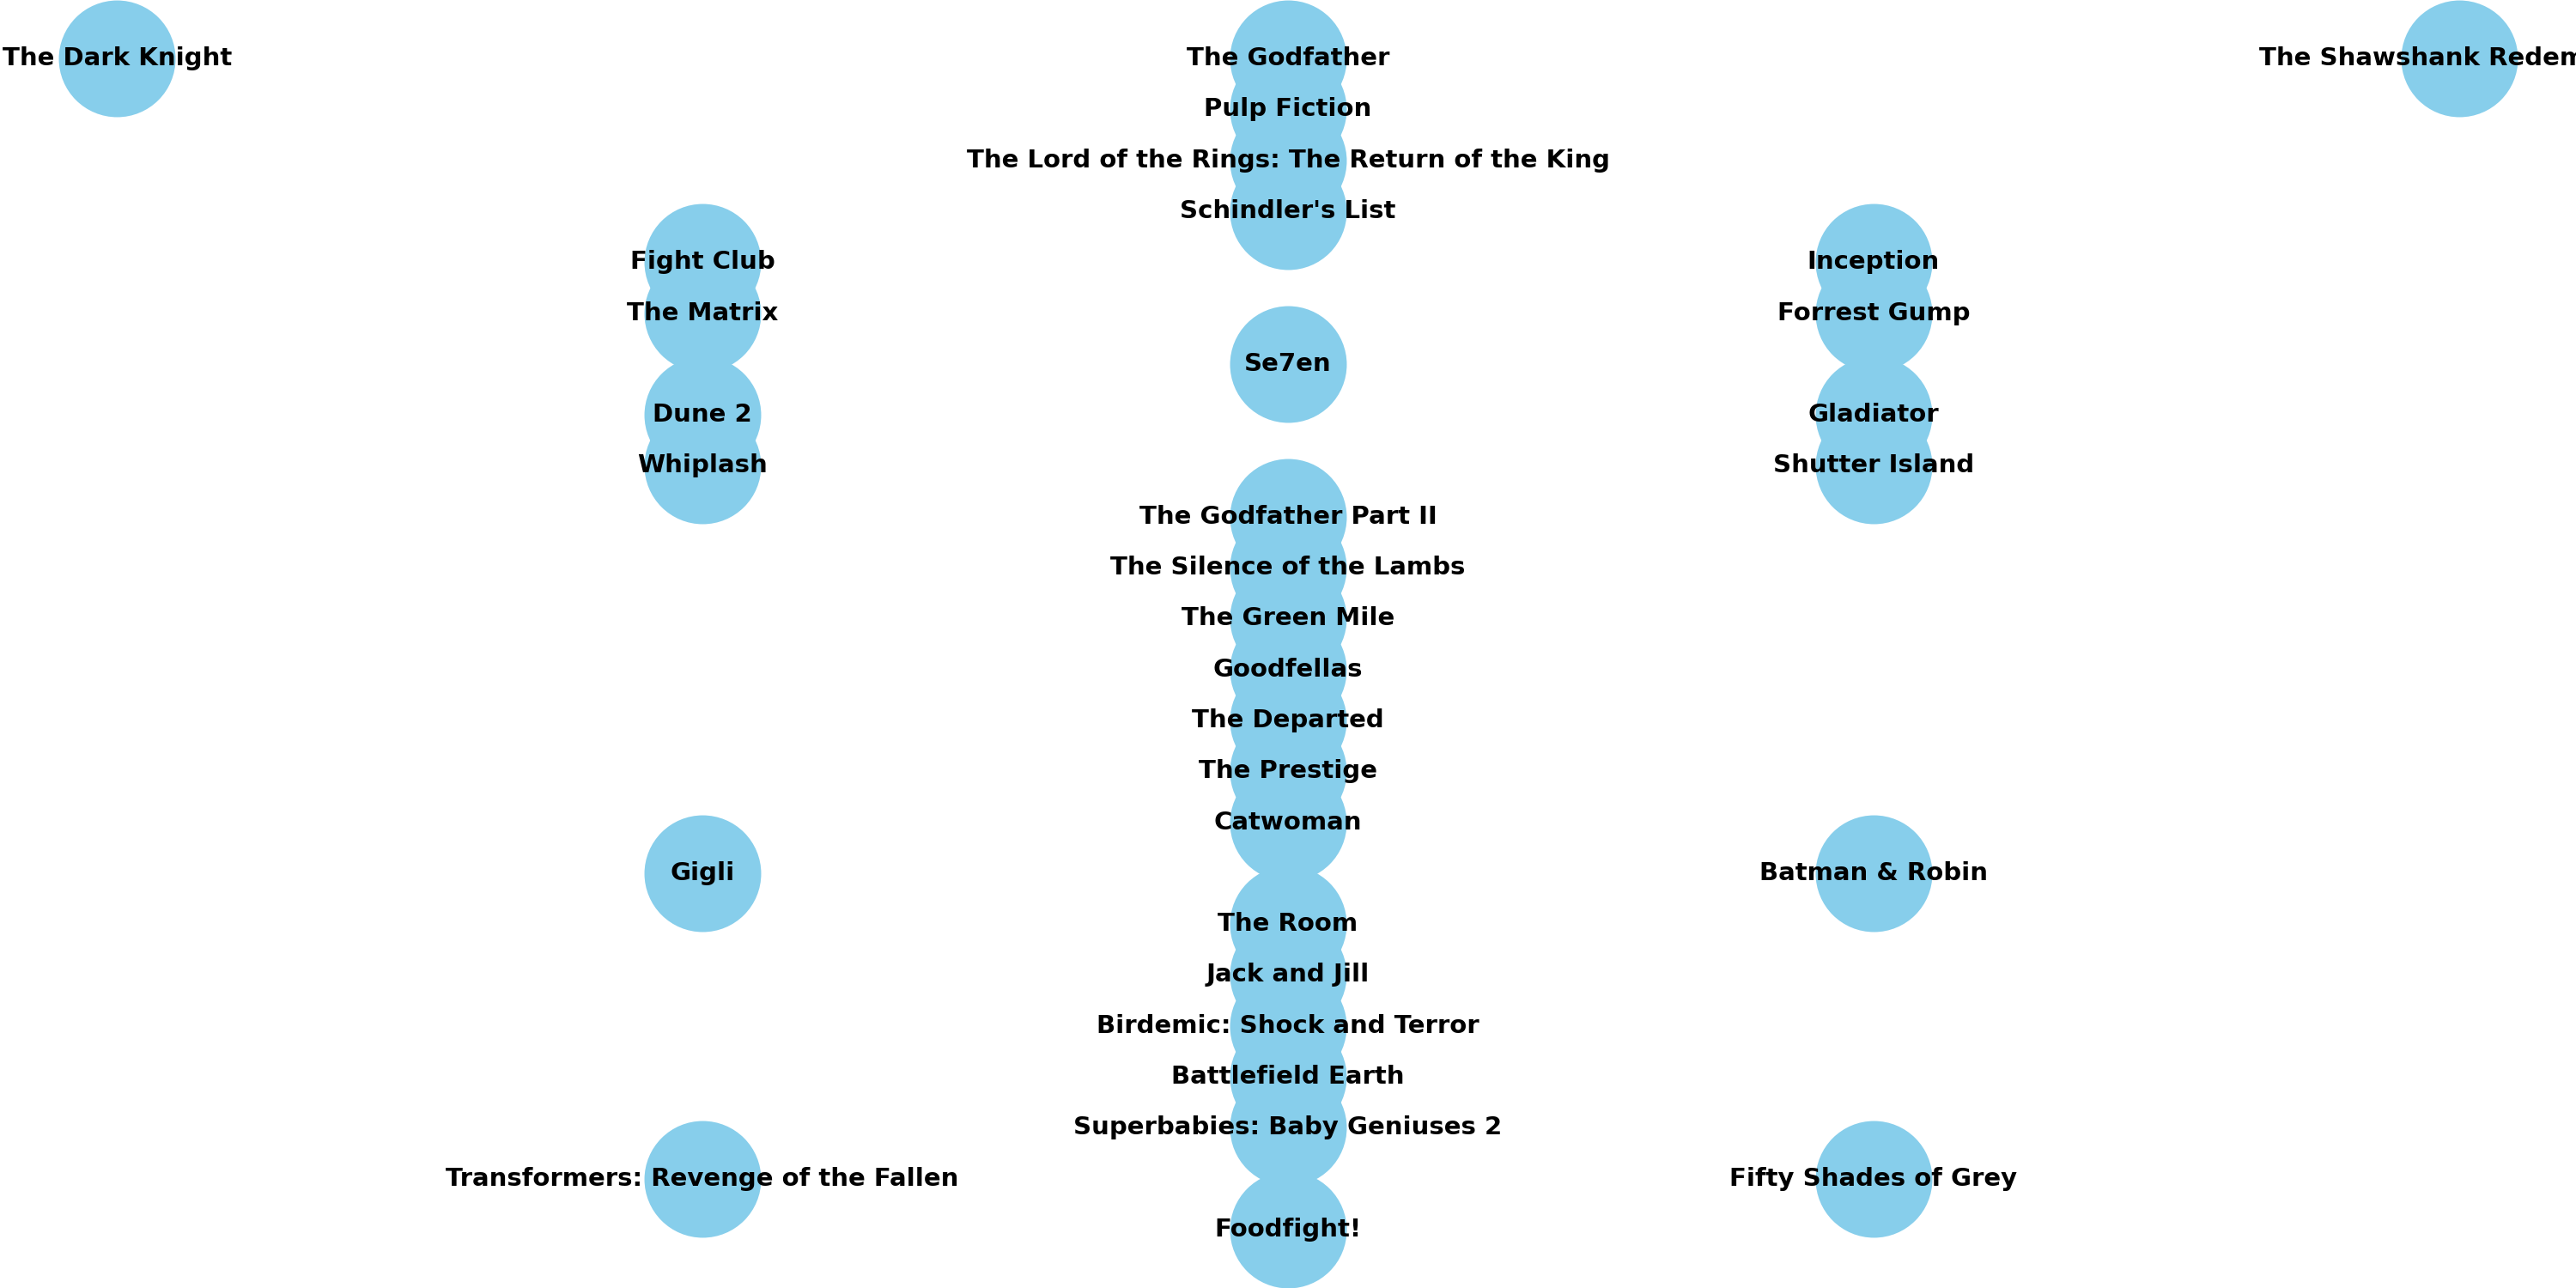 The Dark Knight
The Godfather
The Shawshank Redem
Pulp Fiction
The Lord of the Rings: The Return of the King
Schindler's List
Fight Club
Inception
The Matrix
Forrest Gump
Se7en
Dune 2
Gladiator
Whiplash
Shutter Island
The Godfather Part II
The Silence of the Lambs
The Green Mile
Goodfellas
The Departed
The Prestige
Catwoman
Gigli
Batman & Robin
The Room
Jack and Jill
Birdemic: Shock and Terror
Battlefield Earth
Superbabies: Baby Geniuses 2
Transformers: Revenge of the Fallen
Fifty Shades of Grey
Foodfight!